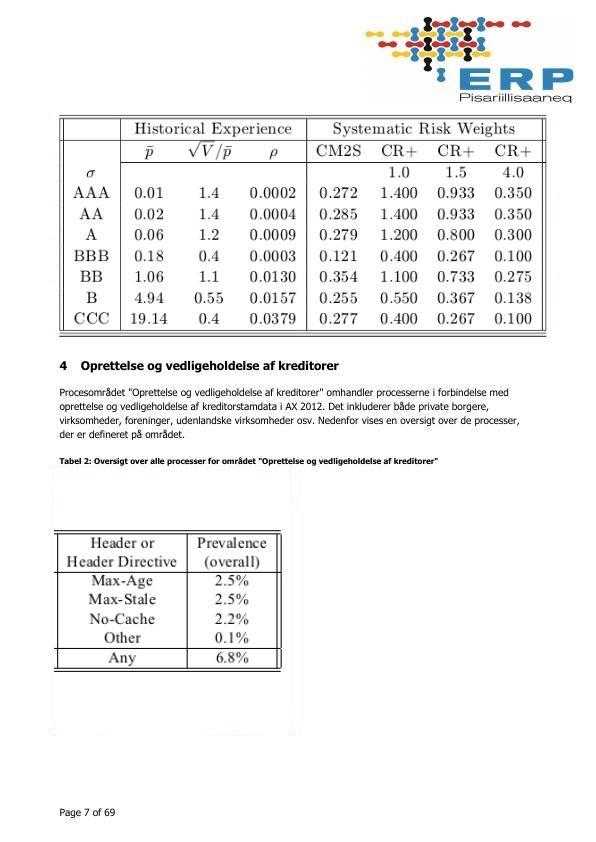 ERP
Pisariillisaaneq
Historical Experience Systematic Risk Weights
p̄ √V/p̄ ρ CM2S CR+ CR+ CR+
σ 1.0 1.5 4.0
AAA 0.01 1.4 0.0002 0.272 1.400 0.933 0.350
AA 0.02 1.4 0.0004 0.285 1.400 0.933 0.350
A 0.06 1.2 0.0009 0.279 1.200 0.800 0.300
BBB 0.18 0.4 0.0003 0.121 0.400 0.267 0.100
BB 1.06 1.1 0.0130 0.354 1.100 0.733 0.275
B 4.94 0.55 0.0157 0.255 0.550 0.367 0.138
CCC 19.14 0.4 0.0379 0.277 0.400 0.267 0.100
4 Oprettelse og vedligeholdelse af kreditorer
Procesområdet "Oprettelse og vedligeholdelse af kreditorer" omhandler processerne i forbindelse med
oprettelse og vedligeholdelse af kreditorstamdata i AX 2012. Det inkluderer både private borgere,
virksomheder, foreninger, udenlandske virksomheder osv. Nedenfor vises en oversigt over de processer,
der er defineret på området.
Tabel 2: Oversigt over alle processer for området "Oprettelse og vedligeholdelse af kreditorer"
Header or Prevalence
Header Directive (overall)
Max-Age 2.5%
Max-Stale 2.5%
No-Cache 2.2%
Other 0.1%
Any 6.8%
Page 7 of 69